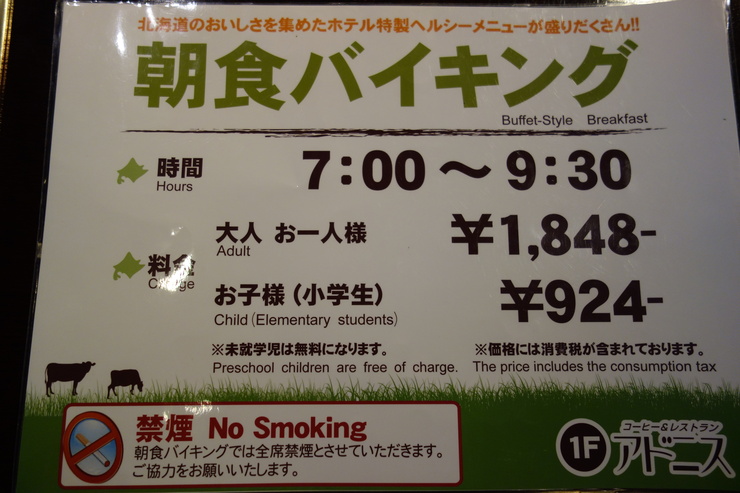 北海道のおいしさを集めたホテル特製ヘルシーメニューが盛りだくさん!!
朝食バイキング
Buffet-Style Breakfast
時間 7:00～9:30
Hours
大人 お一人様 ¥1,848-
Adult
料金
Charge
お子様(小学生) ¥924-
Child(Elementary students)
※未就学児は無料になります。 ※価格には消費税が含まれております。
Preschool children are free of charge. The price includes the consumption tax
禁煙 No Smoking
朝食バイキングでは全席禁煙とさせていただきます。
ご協力をお願いいたします。
コーヒー&レストラン
1F アドニス